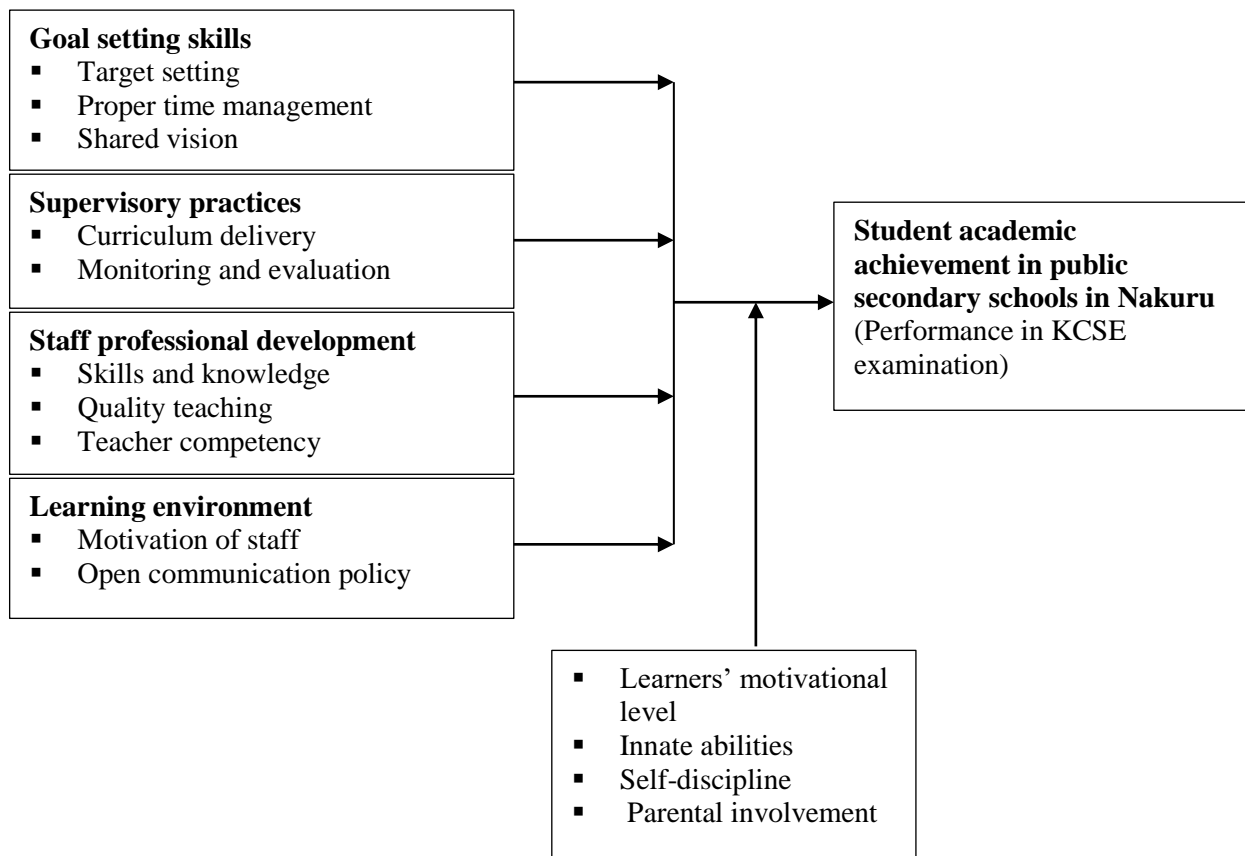 Goal setting skills
▪ Target setting
▪ Proper time management
▪ Shared vision
Supervisory practices
▪ Curriculum delivery
▪ Monitoring and evaluation
Staff professional development
▪ Skills and knowledge
▪ Quality teaching
▪ Teacher competency
Learning environment
▪ Motivation of staff
▪ Open communication policy
Student academic
achievement in public
secondary schools in Nakuru
(Performance in KCSE
examination)
▪ Learners’ motivational
level
▪ Innate abilities
▪ Self-discipline
▪ Parental involvement